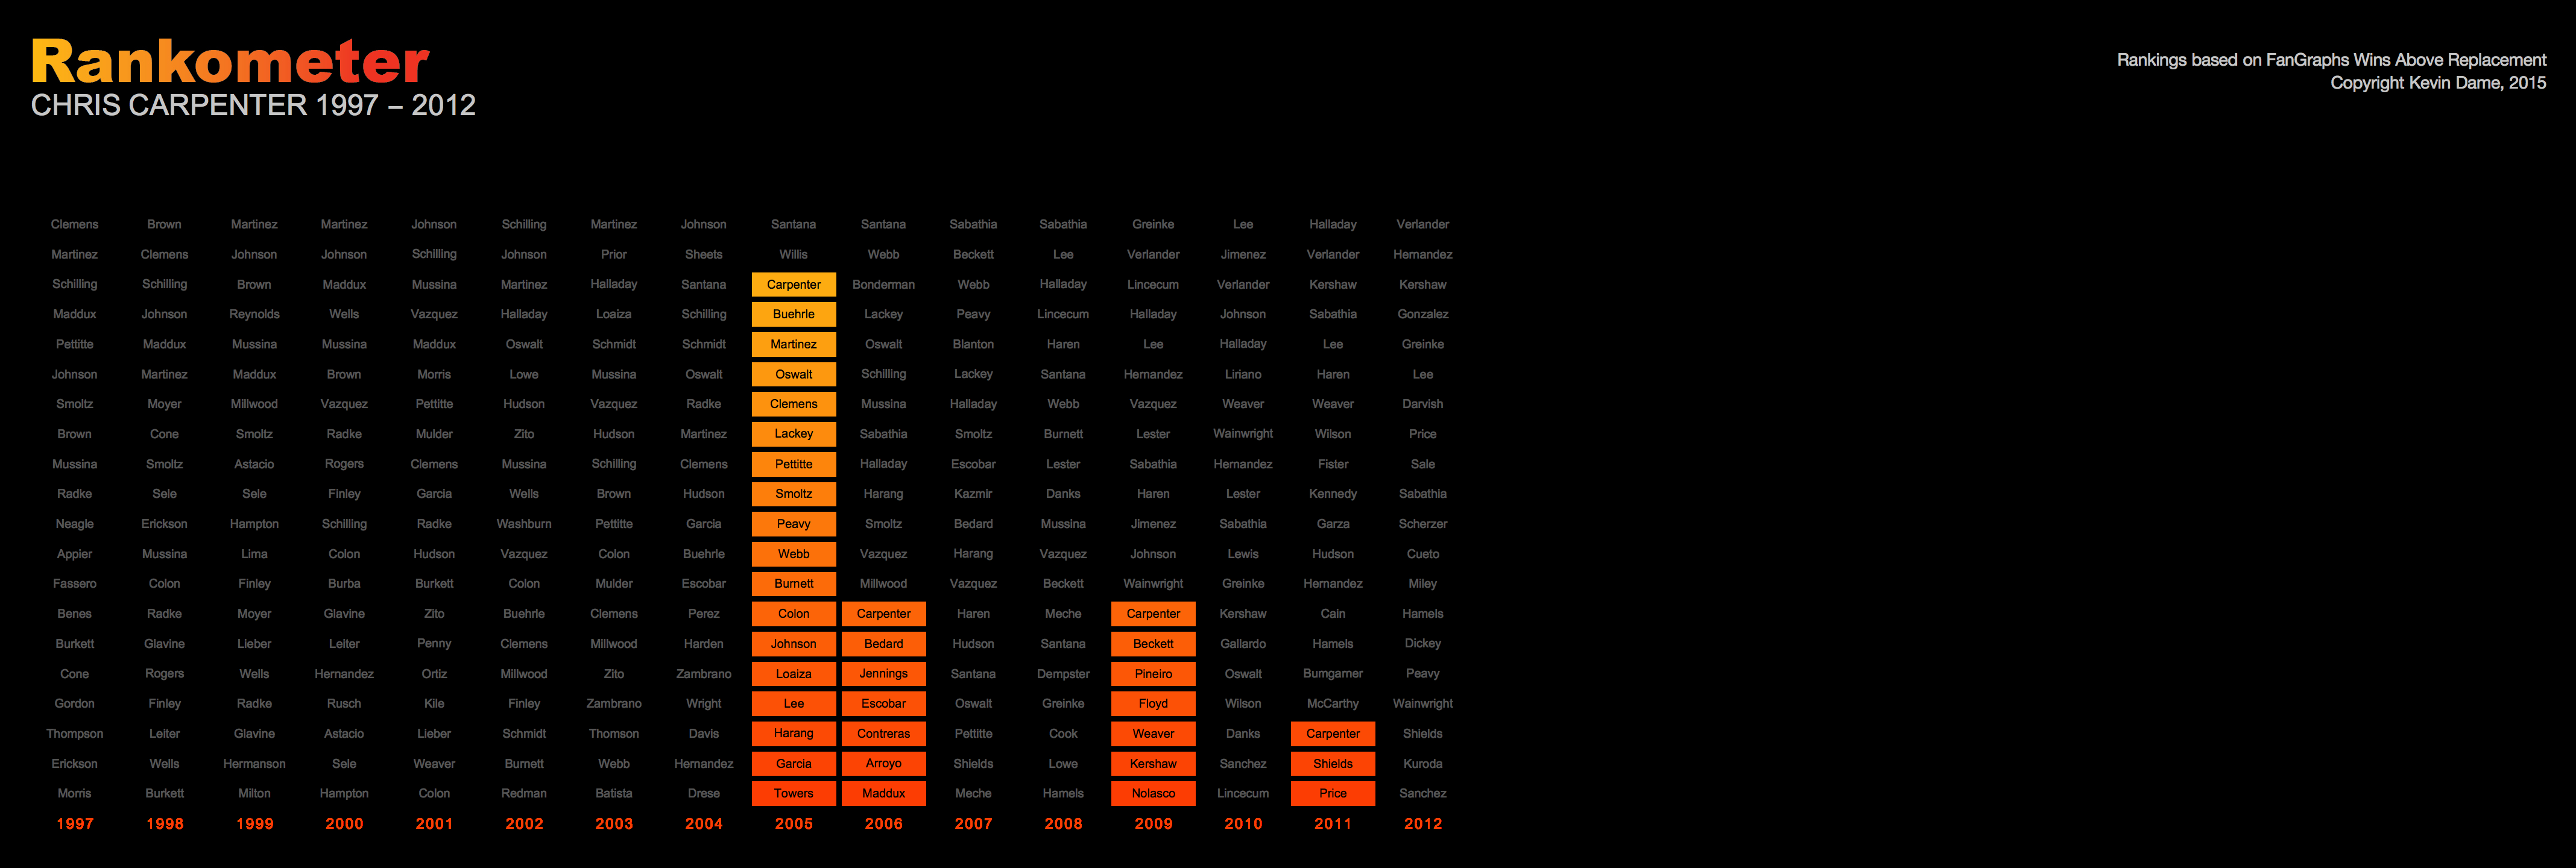 Rankometer
CHRIS CARPENTER 1997 – 2012
Rankings based on FanGraphs Wins Above Replacement
Copyright Kevin Dame, 2015
Clemens Brown Martinez Martinez Johnson Schilling Martinez Johnson Santana Santana Sabathia Sabathia Greinke Lee Halladay Verlander
Martinez Clemens Johnson Johnson Schilling Johnson Prior Sheets Willis Webb Beckett Lee Verlander Jimenez Verlander Hernandez
Schilling Schilling Brown Maddux Mussina Martinez Halladay Santana Carpenter Bonderman Webb Halladay Lincecum Verlander Kershaw Kershaw
Maddux Johnson Reynolds Wells Vazquez Halladay Loaiza Schilling Buehrle Lackey Peavy Lincecum Halladay Johnson Sabathia Gonzalez
Pettitte Maddux Mussina Mussina Maddux Oswalt Schmidt Schmidt Martinez Oswalt Blanton Haren Lee Halladay Lee Greinke
Johnson Martinez Maddux Brown Morris Lowe Mussina Oswalt Oswalt Schilling Lackey Santana Hernandez Liriano Haren Lee
Smoltz Moyer Millwood Vazquez Pettitte Hudson Vazquez Radke Clemens Mussina Halladay Webb Vazquez Weaver Weaver Darvish
Brown Cone Smoltz Radke Mulder Zito Hudson Martinez Lackey Sabathia Smoltz Burnett Lester Wainwright Wilson Price
Mussina Smoltz Astacio Rogers Clemens Mussina Schilling Clemens Pettitte Halladay Escobar Lester Sabathia Hernandez Fister Sale
Radke Sele Sele Finley Garcia Wells Brown Hudson Smoltz Harang Kazmir Danks Haren Lester Kennedy Sabathia
Neagle Erickson Hampton Schilling Radke Washburn Pettitte Garcia Peavy Smoltz Bedard Mussina Jimenez Sabathia Garza Scherzer
Appier Mussina Lima Colon Hudson Vazquez Colon Buehrle Webb Vazquez Harang Vazquez Johnson Lewis Hudson Cueto
Fassero Colon Finley Burba Burkett Colon Mulder Escobar Burnett Millwood Vazquez Beckett Wainwright Greinke Hernandez Miley
Benes Radke Moyer Glavine Zito Buehrle Clemens Perez Colon Carpenter Haren Meche Carpenter Kershaw Cain Hamels
Burkett Glavine Lieber Leiter Penny Clemens Millwood Harden Johnson Bedard Hudson Santana Beckett Gallardo Hamels Dickey
Cone Rogers Wells Hernandez Ortiz Millwood Zito Zambrano Loaiza Jennings Santana Dempster Pineiro Oswalt Bumgarner Peavy
Gordon Finley Radke Rusch Kile Finley Zambrano Wright Lee Escobar Oswalt Greinke Floyd Wilson McCarthy Wainwright
Thompson Leiter Glavine Astacio Lieber Schmidt Thomson Davis Harang Contreras Pettitte Cook Weaver Danks Carpenter Shields
Erickson Wells Hermanson Sele Weaver Burnett Webb Hernandez Garcia Arroyo Shields Lowe Kershaw Sanchez Shields Kuroda
Morris Burkett Milton Hampton Colon Redman Batista Drese Towers Maddux Meche Hamels Nolasco Lincecum Price Sanchez
1997 1998 1999 2000 2001 2002 2003 2004 2005 2006 2007 2008 2009 2010 2011 2012